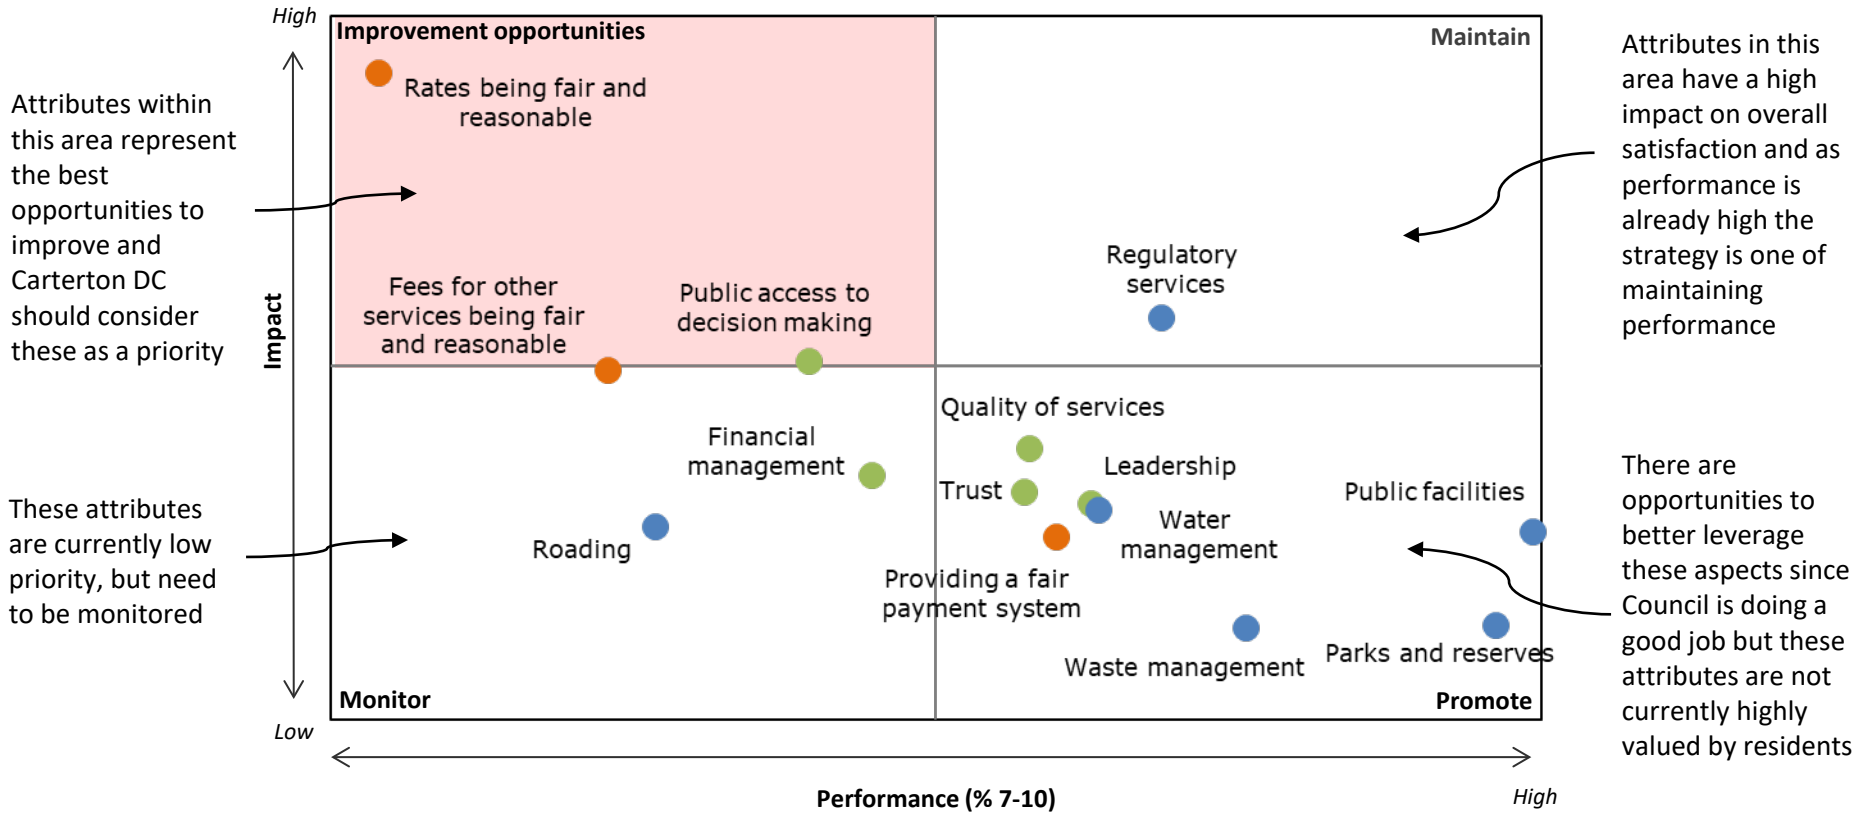 High
Improvement opportunities
Maintain
Rates being fair and
reasonable
Attributes within
this area represent
the best
opportunities to
improve and
Carterton DC
should consider
these as a priority
Attributes in this
area have a high
impact on overall
satisfaction and as
performance is
already high the
strategy is one of
maintaining
performance
Fees for other
services being fair
and reasonable
Public access to
decision making
Regulatory
services
Impact
Quality of services
Financial
management
Leadership
Trust
Public facilities
Water
management
Roading
Providing a fair
payment system
Waste management
Parks and reserves
These attributes
are currently low
priority, but need
to be monitored
There are
opportunities to
better leverage
these aspects since
Council is doing a
good job but these
attributes are not
currently highly
valued by residents
Monitor
Promote
Low
Performance (% 7-10)
High